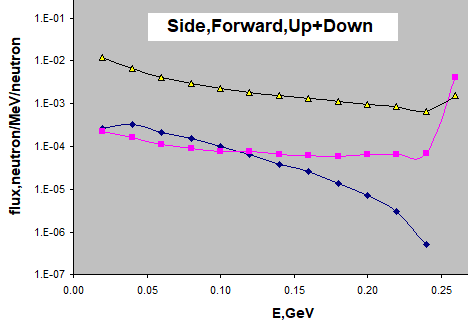 Side,Forward,Up+Down
1.E-01
1.E-02
1.E-03
1.E-04
1.E-05
1.E-06
1.E-07
flux,neutron/MeV/neutron
0.00 0.05 0.10 0.15 0.20 0.25
E,GeV